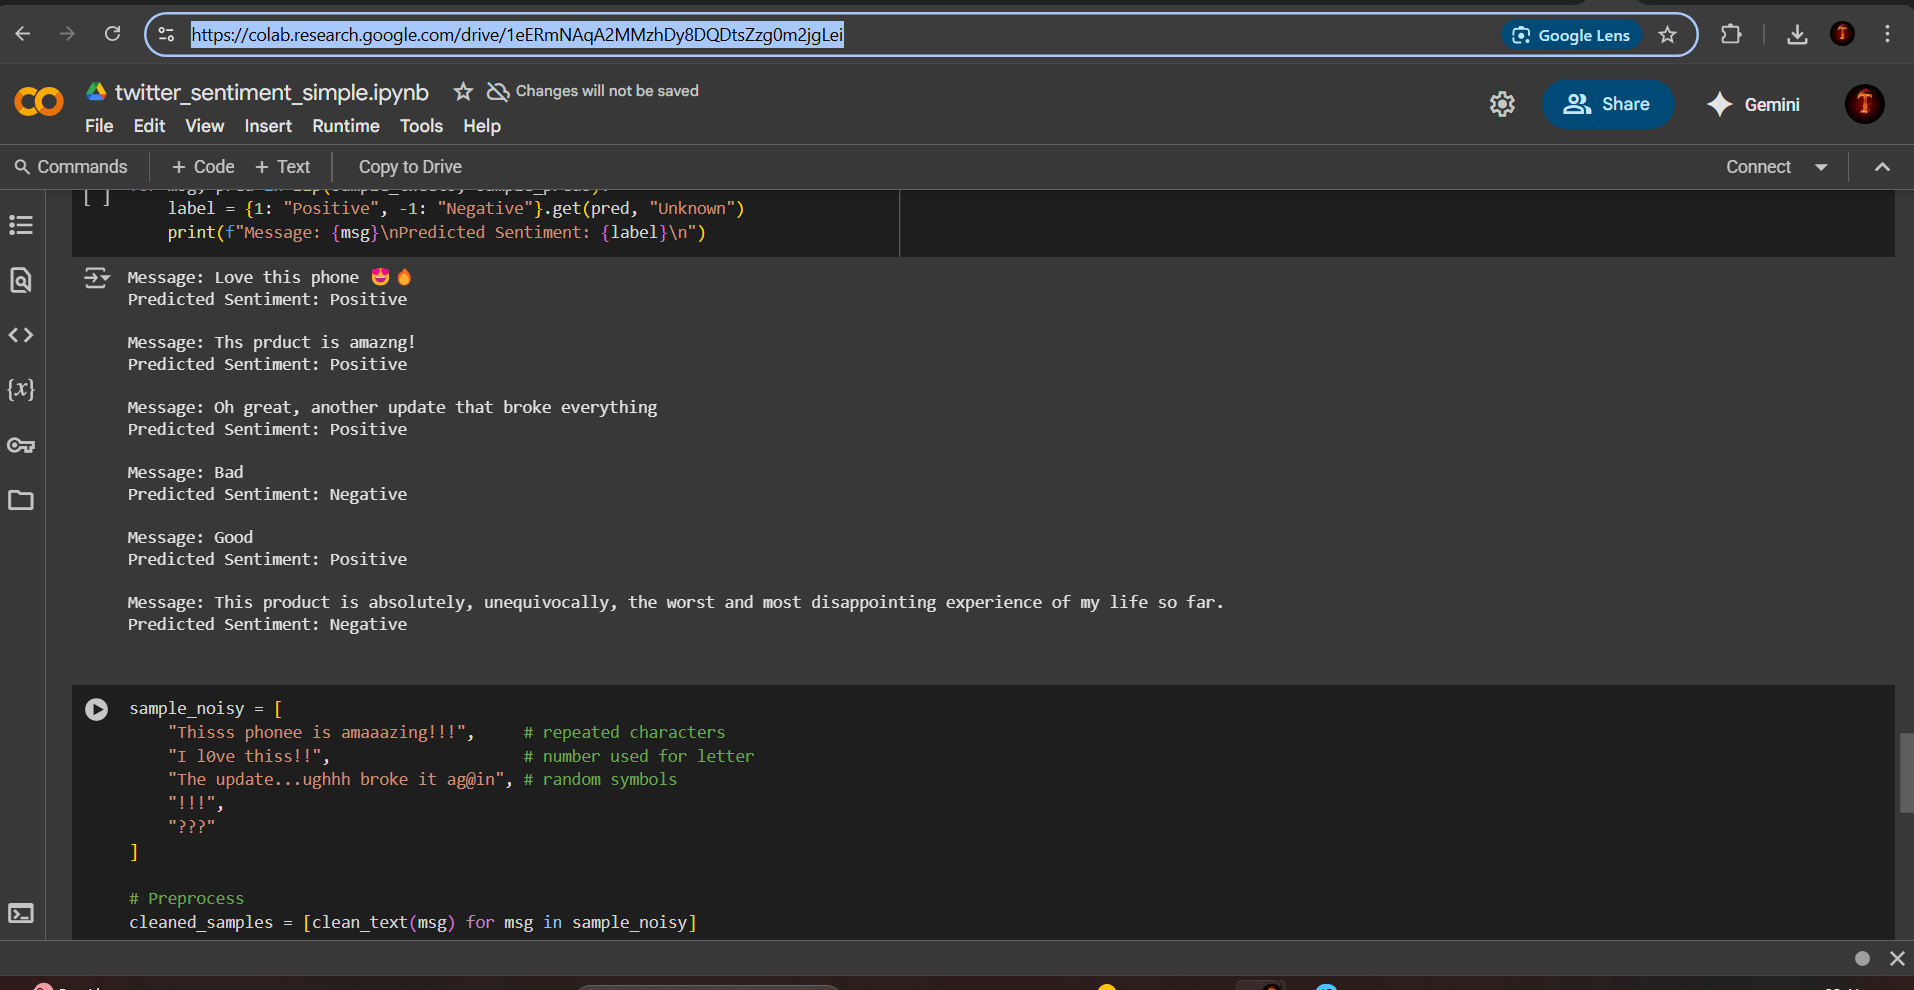 https://colab.research.google.com/drive/1eERmNAqA2MMzhDy8DQDtsZzg0m2jgLei
Google Lens
twitter_sentiment_simple.ipynb
Changes will not be saved
File Edit View Insert Runtime Tools Help
Share
Gemini
Commands + Code + Text Copy to Drive
Connect
[ ]
label = {1: "Positive", -1: "Negative"}.get(pred, "Unknown")
print(f"Message: {msg}\nPredicted Sentiment: {label}\n")
Message: Love this phone 😍🔥
Predicted Sentiment: Positive
Message: Ths prduct is amazng!
Predicted Sentiment: Positive
Message: Oh great, another update that broke everything
Predicted Sentiment: Positive
Message: Bad
Predicted Sentiment: Negative
Message: Good
Predicted Sentiment: Positive
Message: This product is absolutely, unequivocally, the worst and most disappointing experience of my life so far.
Predicted Sentiment: Negative
sample_noisy = [
"Thisss phonee is amaaazing!!!", # repeated characters
"I l0ve thiss!!", # number used for letter
"The update...ughhh broke it ag@in", # random symbols
"!!!",
"???"
]
# Preprocess
cleaned_samples = [clean_text(msg) for msg in sample_noisy]